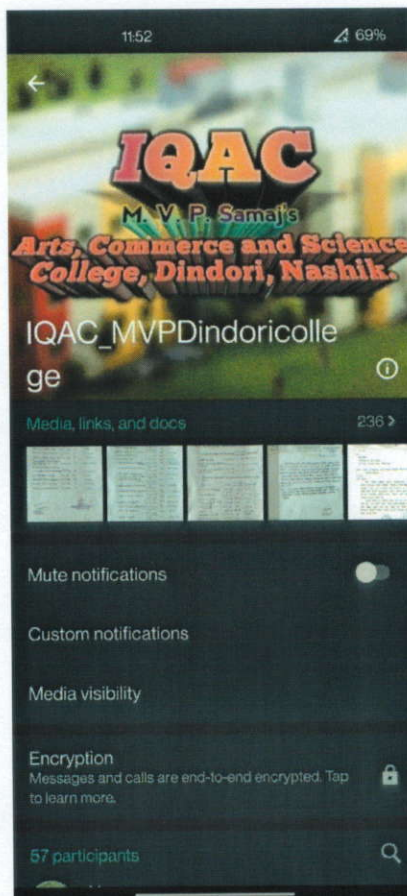 11:52
69%
IQAC
M. V. P. Samaj's
Arts, Commerce and Science
College, Dindori, Nashik.
IQAC_MVPDindoricolle
ge
Media, links, and docs
236 >
Mute notifications
Custom notifications
Media visibility
Encryption
Messages and calls are end-to-end encrypted. Tap
to learn more.
57 participants